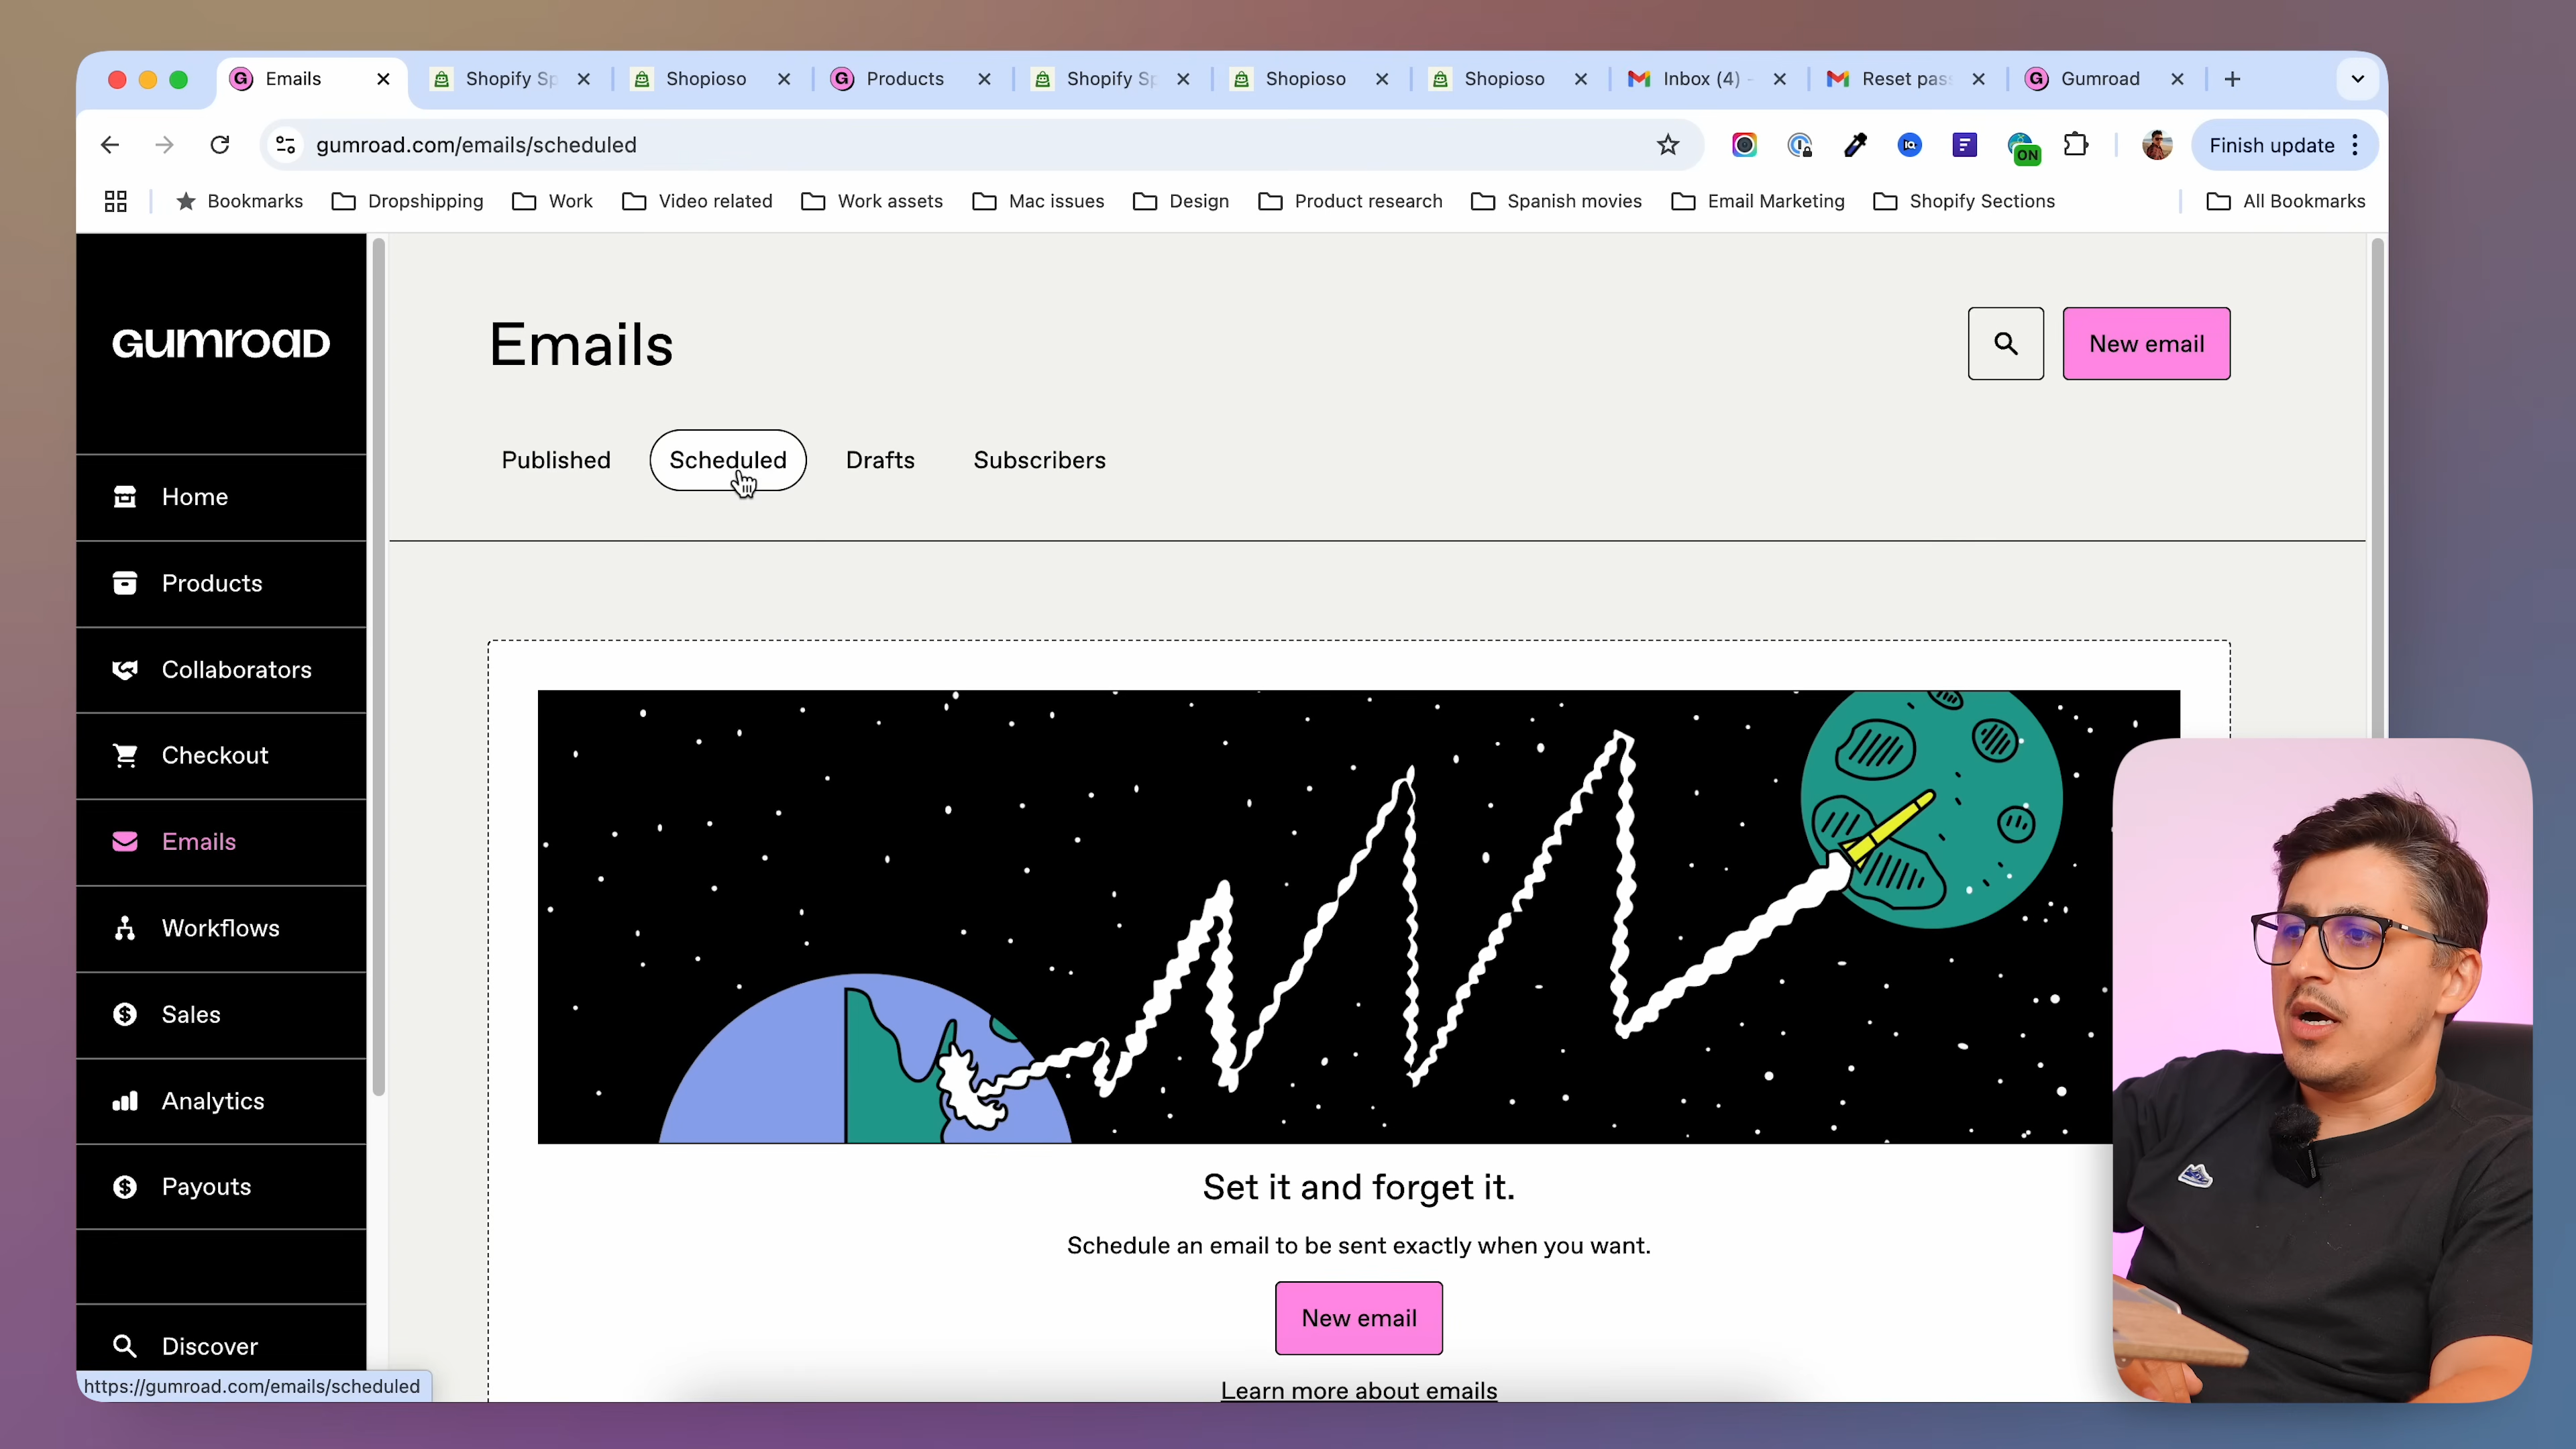 Emails
Shopify Sp
Shopioso
Products
Shopify Sp
Shopioso
Shopioso
Inbox (4) -
Reset pas
Gumroad
gumroad.com/emails/scheduled
ON
Finish update
Bookmarks
Dropshipping
Work
Video related
Work assets
Mac issues
Design
Product research
Spanish movies
Email Marketing
Shopify Sections
All Bookmarks
GUMROAD
Home
Products
Collaborators
Checkout
Emails
Workflows
Sales
Analytics
Payouts
Discover
Emails
New email
Published
Scheduled
Drafts
Subscribers
Set it and forget it.
Schedule an email to be sent exactly when you want.
New email
Learn more about emails
https://gumroad.com/emails/scheduled